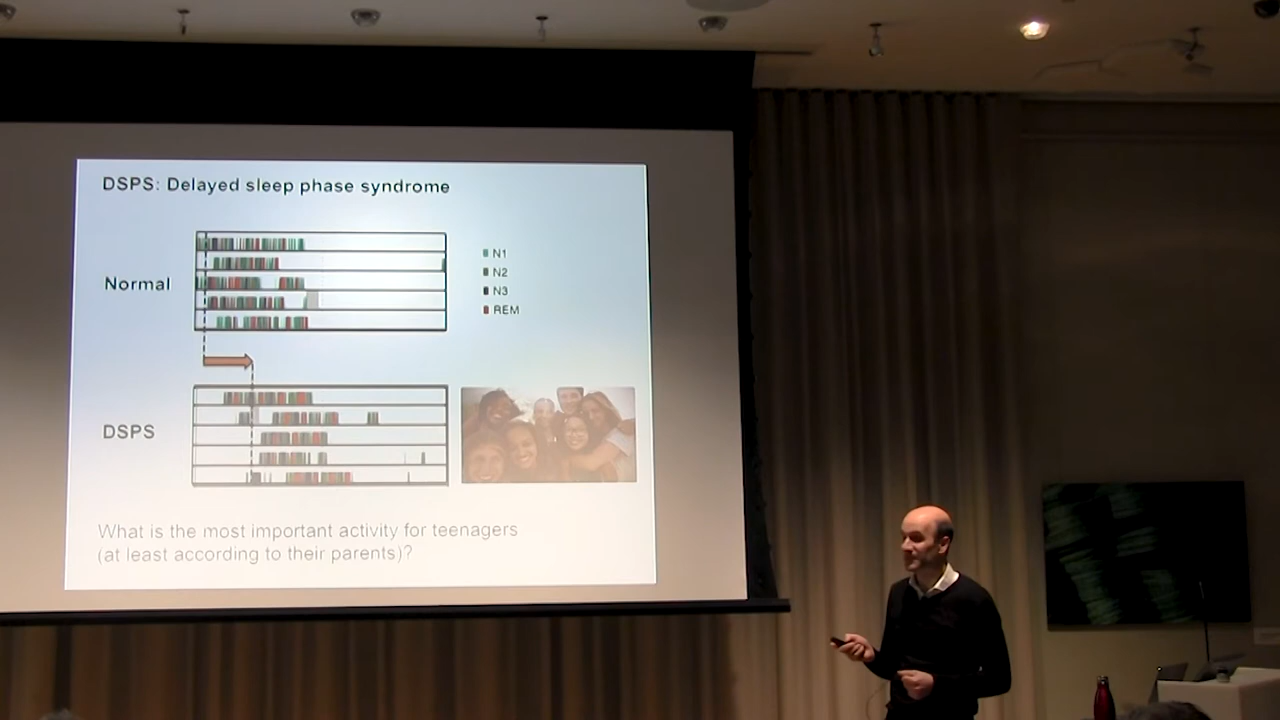 DSPS: Delayed sleep phase syndrome
Normal
N1
N2
N3
REM
DSPS
What is the most important activity for teenagers
(at least according to their parents)?